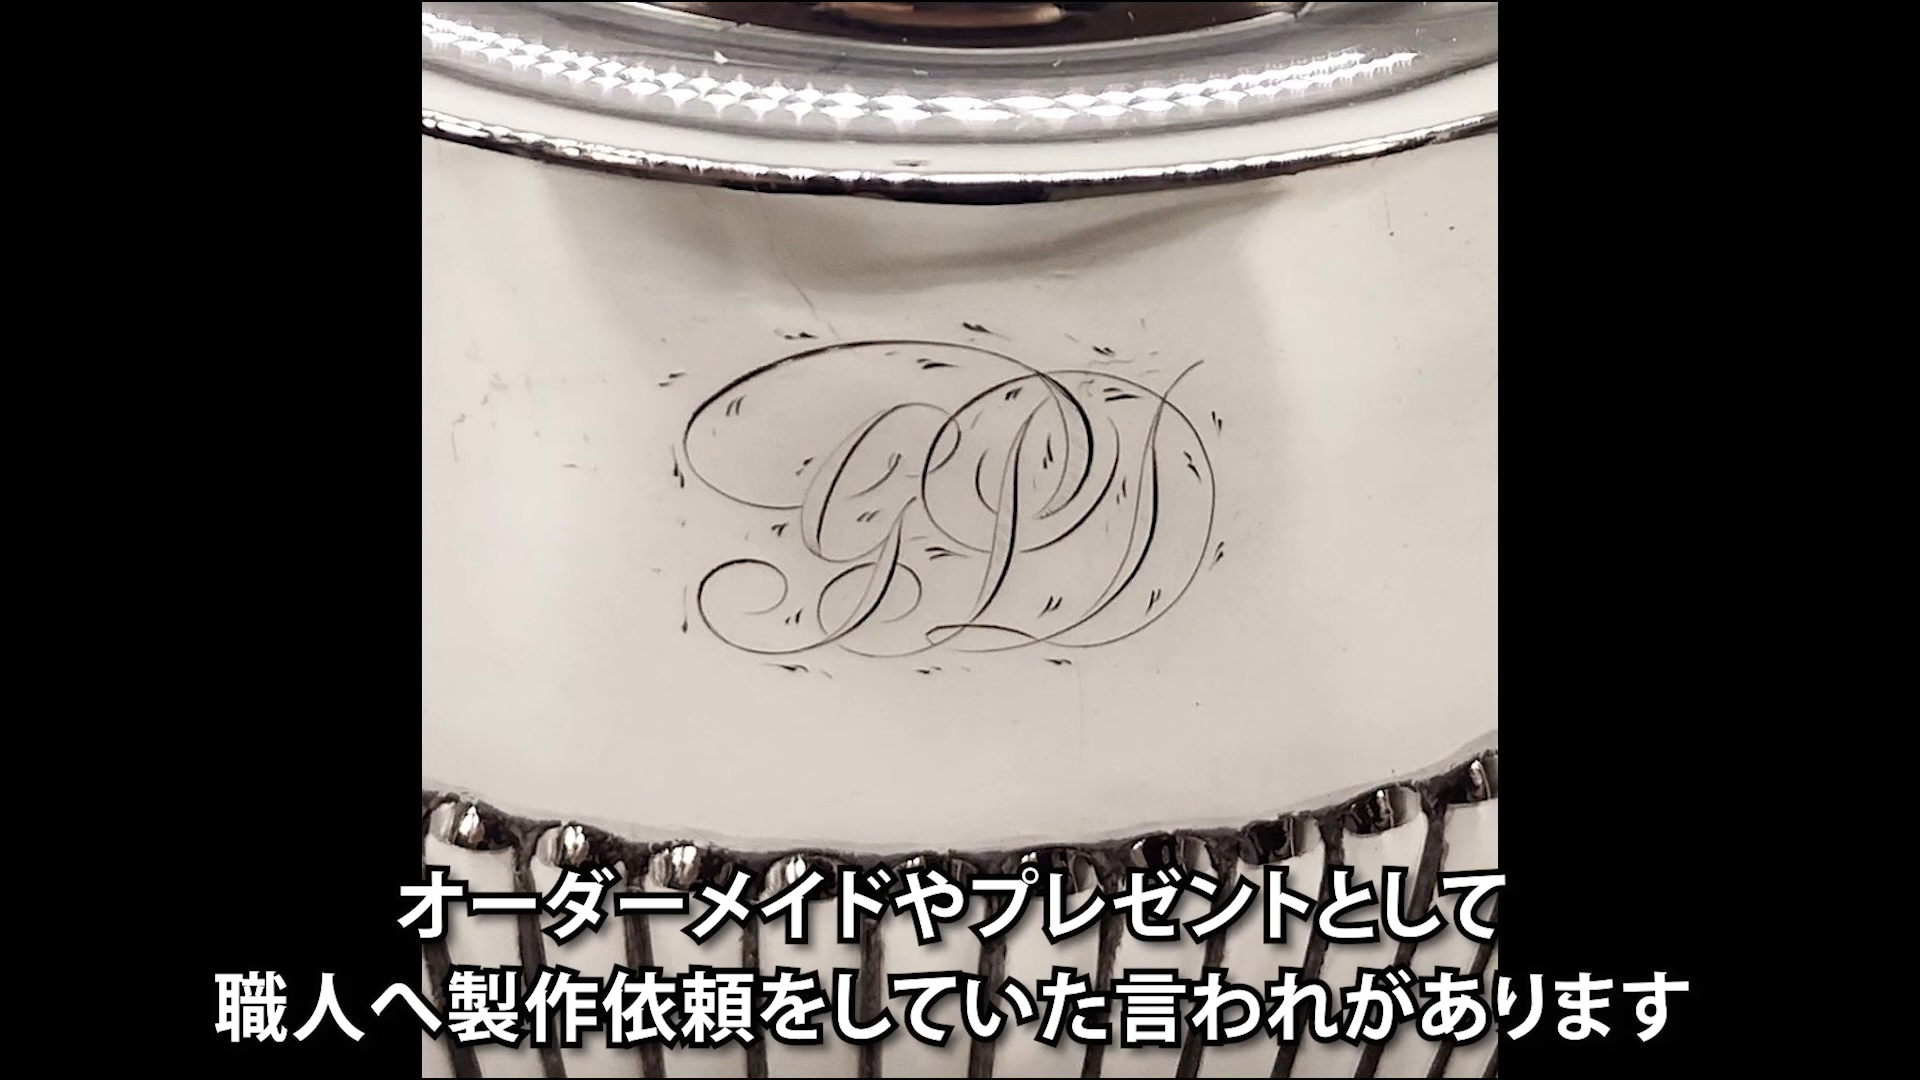 GPD
オーダーメイドやプレゼントとして
職人へ製作依頼をしていた言われがあります